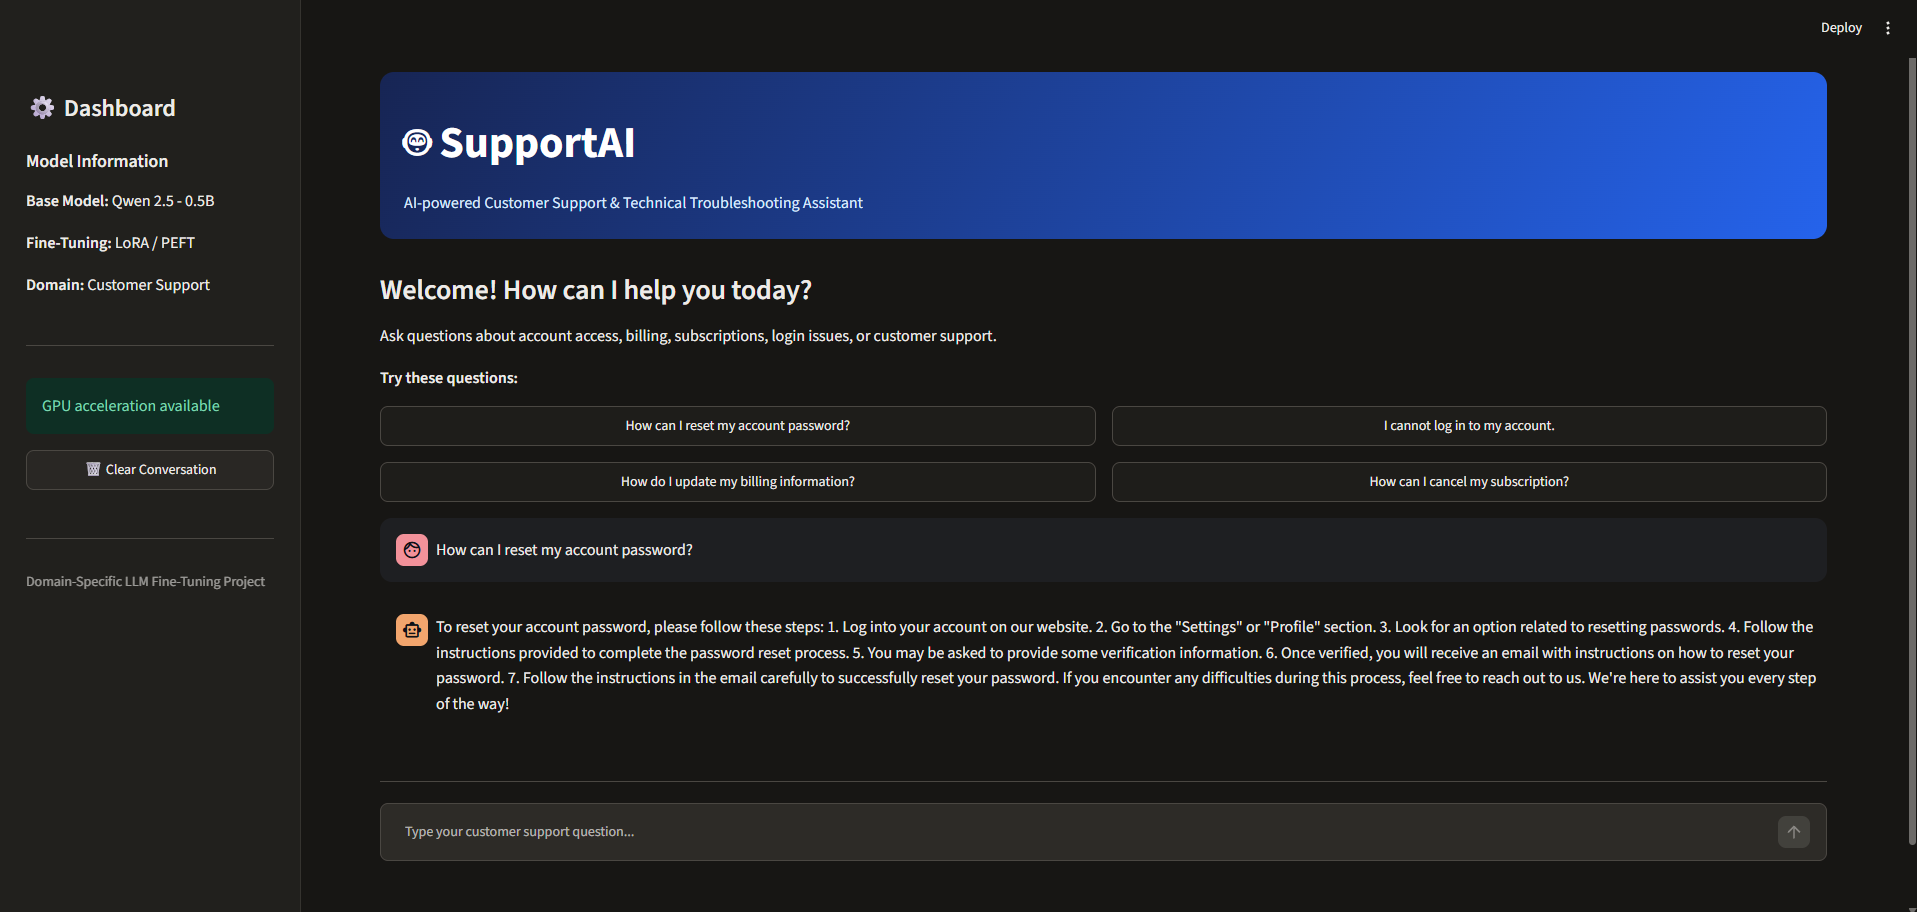 Deploy
Dashboard
Model Information
Base Model: Qwen 2.5 - 0.5B
Fine-Tuning: LoRA / PEFT
Domain: Customer Support
GPU acceleration available
Clear Conversation
Domain-Specific LLM Fine-Tuning Project
SupportAI
AI-powered Customer Support & Technical Troubleshooting Assistant
Welcome! How can I help you today?
Ask questions about account access, billing, subscriptions, login issues, or customer support.
Try these questions:
How can I reset my account password?
I cannot log in to my account.
How do I update my billing information?
How can I cancel my subscription?
How can I reset my account password?
To reset your account password, please follow these steps: 1. Log into your account on our website. 2. Go to the "Settings" or "Profile" section. 3. Look for an option related to resetting passwords. 4. Follow the
instructions provided to complete the password reset process. 5. You may be asked to provide some verification information. 6. Once verified, you will receive an email with instructions on how to reset your
password. 7. Follow the instructions in the email carefully to successfully reset your password. If you encounter any difficulties during this process, feel free to reach out to us. We're here to assist you every step
of the way!
Type your customer support question...